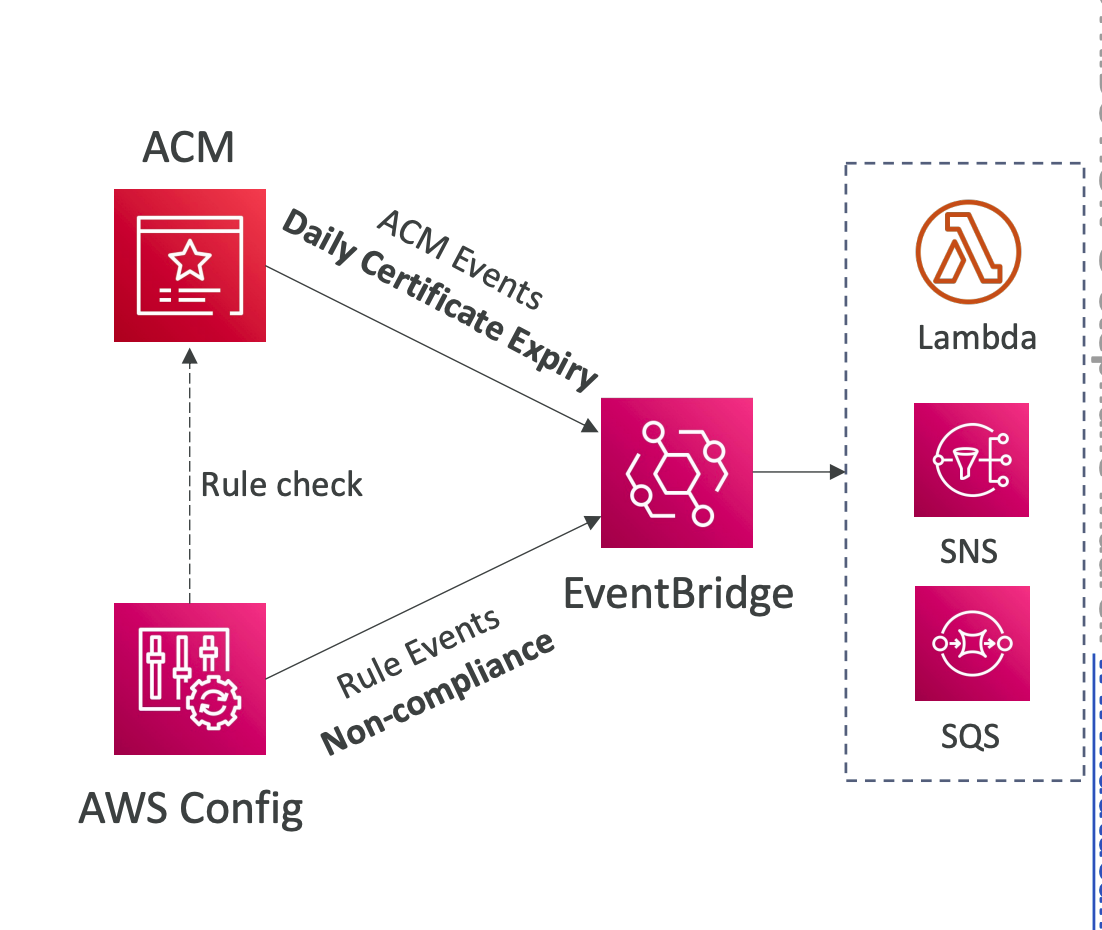 ACM
ACM Events
Daily Certificate Expiry
Lambda
Rule check
SNS
EventBridge
Rule Events
Non-compliance
SQS
AWS Config